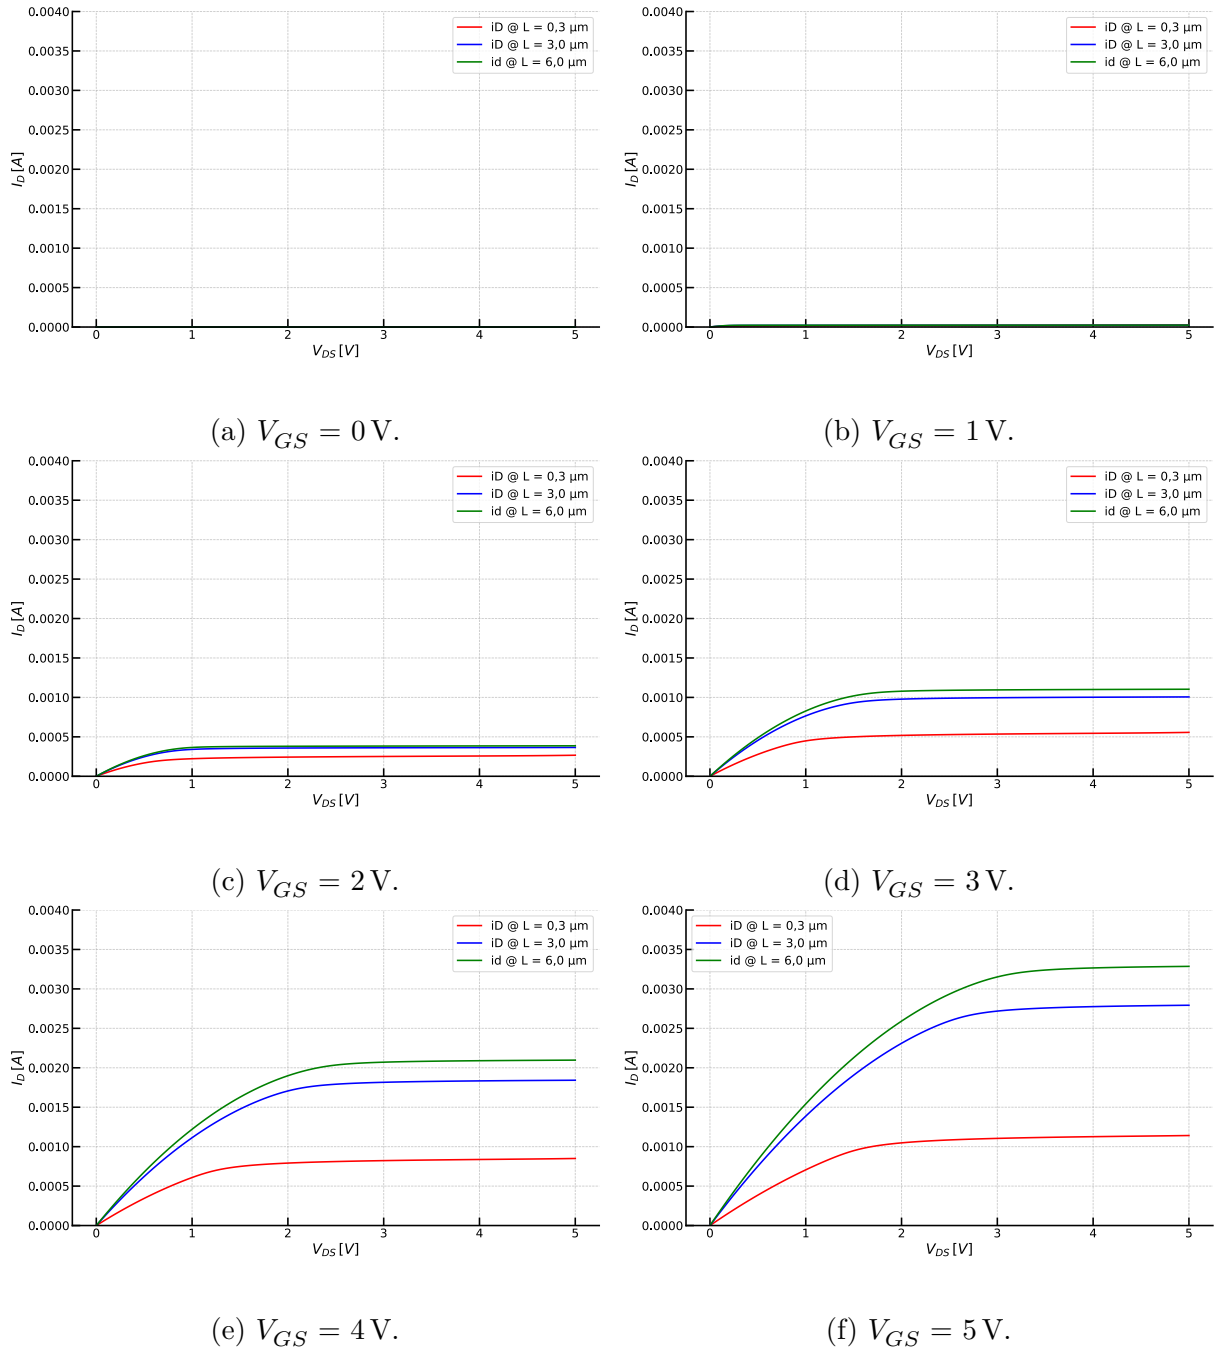 0.0040
0.0035
0.0030
0.0025
0.0020
0.0015
0.0010
0.0005
0.0000
I_D [A]
iD @ L = 0,3 µm
iD @ L = 3,0 µm
id @ L = 6,0 µm
0 1 2 3 4 5
V_DS [V]
(a) V_GS = 0 V.
0.0040
0.0035
0.0030
0.0025
0.0020
0.0015
0.0010
0.0005
0.0000
I_D [A]
iD @ L = 0,3 µm
iD @ L = 3,0 µm
id @ L = 6,0 µm
0 1 2 3 4 5
V_DS [V]
(b) V_GS = 1 V.
0.0040
0.0035
0.0030
0.0025
0.0020
0.0015
0.0010
0.0005
0.0000
I_D [A]
iD @ L = 0,3 µm
iD @ L = 3,0 µm
id @ L = 6,0 µm
0 1 2 3 4 5
V_DS [V]
(c) V_GS = 2 V.
0.0040
0.0035
0.0030
0.0025
0.0020
0.0015
0.0010
0.0005
0.0000
I_D [A]
iD @ L = 0,3 µm
iD @ L = 3,0 µm
id @ L = 6,0 µm
0 1 2 3 4 5
V_DS [V]
(d) V_GS = 3 V.
0.0040
0.0035
0.0030
0.0025
0.0020
0.0015
0.0010
0.0005
0.0000
I_D [A]
iD @ L = 0,3 µm
iD @ L = 3,0 µm
id @ L = 6,0 µm
0 1 2 3 4 5
V_DS [V]
(e) V_GS = 4 V.
0.0040
0.0035
0.0030
0.0025
0.0020
0.0015
0.0010
0.0005
0.0000
I_D [A]
iD @ L = 0,3 µm
iD @ L = 3,0 µm
id @ L = 6,0 µm
0 1 2 3 4 5
V_DS [V]
(f) V_GS = 5 V.